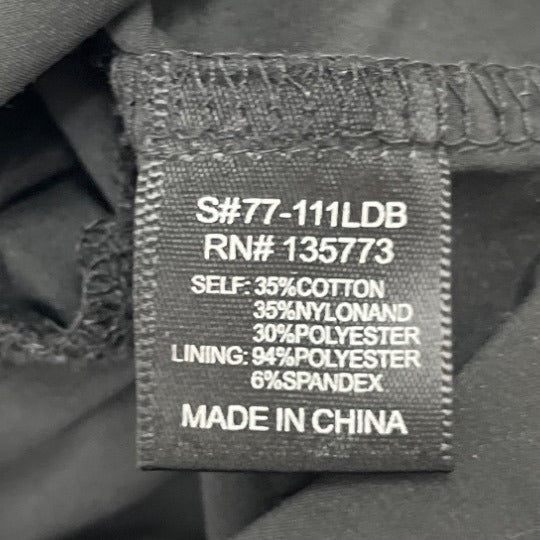 S#77-111LDB
RN# 135773
SELF: 35%COTTON
35%NYLONAND
30%POLYESTER
LINING: 94%POLYESTER
6%SPANDEX
MADE IN CHINA